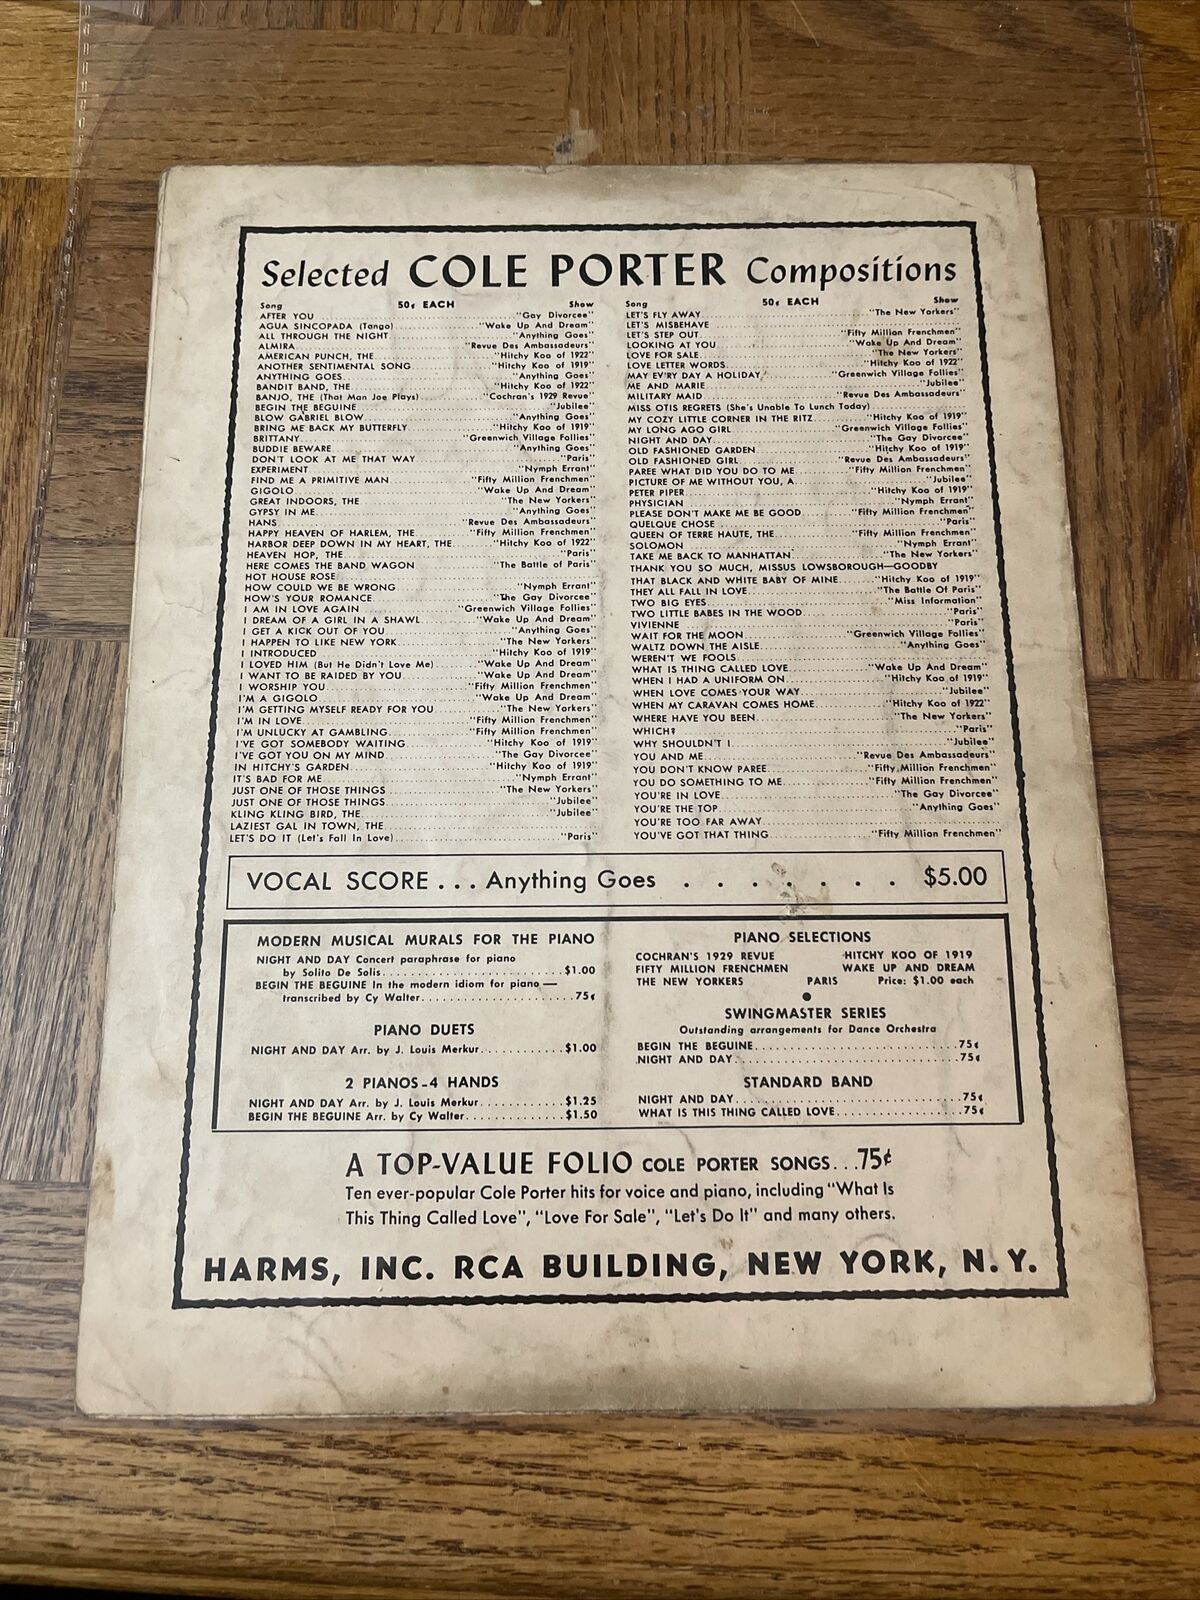 Selected COLE PORTER Compositions
Song 50¢ EACH Show
AFTER YOU "Gay Divorcee"
AGUA SINCOPADA (Tango) "Wake Up And Dream"
ALL THROUGH THE NIGHT "Anything Goes"
ALMIRA "Revue Des Ambassadeurs"
AMERICAN PUNCH, THE "Hitchy Koo of 1922"
ANOTHER SENTIMENTAL SONG "Hitchy Koo of 1919"
ANYTHING GOES "Anything Goes"
BANDIT BAND, THE "Hitchy Koo of 1922"
BANJO, THE (That Man Joe Plays) "Cochran's 1929 Revue"
BEGIN THE BEGUINE "Jubilee"
BLOW GABRIEL BLOW "Anything Goes"
BRING ME BACK MY BUTTERFLY "Hitchy Koo of 1919"
BRITTANY "Greenwich Village Follies"
BUDDIE BEWARE "Anything Goes"
DON'T LOOK AT ME THAT WAY "Paris"
EXPERIMENT "Nymph Errant"
FIND ME A PRIMITIVE MAN "Fifty Million Frenchmen"
GIGOLO "Wake Up And Dream"
GREAT INDOORS, THE "The New Yorkers"
GYPSY IN ME "Anything Goes"
HANS "Revue Des Ambassadeurs"
HAPPY HEAVEN OF HARLEM, THE "Fifty Million Frenchmen"
HARBOR DEEP DOWN IN MY HEART, THE "Hitchy Koo of 1922"
HEAVEN HOP, THE "Paris"
HERE COMES THE BAND WAGON "The Battle of Paris"
HOT HOUSE ROSE
HOW COULD WE BE WRONG "Nymph Errant"
HOW'S YOUR ROMANCE "The Gay Divorcee"
I AM IN LOVE AGAIN "Greenwich Village Follies"
I DREAM OF A GIRL IN A SHAWL "Wake Up And Dream"
I GET A KICK OUT OF YOU "Anything Goes"
I HAPPEN TO LIKE NEW YORK "The New Yorkers"
I INTRODUCED "Hitchy Koo of 1919"
I LOVED HIM (But He Didn't Love Me) "Wake Up And Dream"
I WANT TO BE RAIDED BY YOU "Wake Up And Dream"
I WORSHIP YOU "Fifty Million Frenchmen"
I'M A GIGOLO "Wake Up And Dream"
I'M GETTING MYSELF READY FOR YOU "The New Yorkers"
I'M IN LOVE "Fifty Million Frenchmen"
I'M UNLUCKY AT GAMBLING "Fifty Million Frenchmen"
I'VE GOT SOMEBODY WAITING "Hitchy Koo of 1919"
I'VE GOT YOU ON MY MIND "The Gay Divorcee"
IN HITCHY'S GARDEN "Hitchy Koo of 1919"
IT'S BAD FOR ME "Nymph Errant"
JUST ONE OF THOSE THINGS "The New Yorkers"
JUST ONE OF THOSE THINGS "Jubilee"
KLING KLING BIRD, THE "Jubilee"
LAZIEST GAL IN TOWN, THE
LET'S DO IT (Let's Fall In Love) "Paris"
Song 50¢ EACH Show
LET'S FLY AWAY "The New Yorkers"
LET'S MISBEHAVE
LET'S STEP OUT "Fifty Million Frenchmen"
LOOKING AT YOU "Wake Up And Dream"
LOVE FOR SALE "The New Yorkers"
LOVE LETTER WORDS "Hitchy Koo of 1922"
MAY EV'RY DAY A HOLIDAY "Greenwich Village Follies"
ME AND MARIE "Jubilee"
MILITARY MAID "Revue Des Ambassadeurs"
MISS OTIS REGRETS (She's Unable To Lunch Today)
MY COZY LITTLE CORNER IN THE RITZ "Hitchy Koo of 1919"
MY LONG AGO GIRL "Greenwich Village Follies"
NIGHT AND DAY "The Gay Divorcee"
OLD FASHIONED GARDEN "Hitchy Koo of 1919"
OLD FASHIONED GIRL "Revue Des Ambassadeurs"
PAREE WHAT DID YOU DO TO ME "Fifty Million Frenchmen"
PICTURE OF ME WITHOUT YOU, A "Jubilee"
PETER PIPER "Hitchy Koo of 1919"
PHYSICIAN "Nymph Errant"
PLEASE DON'T MAKE ME BE GOOD "Fifty Million Frenchmen"
QUELQUE CHOSE "Paris"
QUEEN OF TERRE HAUTE, THE "Fifty Million Frenchmen"
SOLOMON "Nymph Errant"
TAKE ME BACK TO MANHATTAN "The New Yorkers"
THANK YOU SO MUCH, MISSUS LOWSBOROUGH—GOODBY
THAT BLACK AND WHITE BABY OF MINE "Hitchy Koo of 1919"
THEY ALL FALL IN LOVE "The Battle Of Paris"
TWO BIG EYES "Miss Information"
TWO LITTLE BABES IN THE WOOD "Paris"
VIVIENNE "Paris"
WAIT FOR THE MOON "Greenwich Village Follies"
WALTZ DOWN THE AISLE "Anything Goes"
WEREN'T WE FOOLS
WHAT IS THING CALLED LOVE "Wake Up And Dream"
WHEN I HAD A UNIFORM ON "Hitchy Koo of 1919"
WHEN LOVE COMES YOUR WAY "Jubilee"
WHEN MY CARAVAN COMES HOME "Hitchy Koo of 1922"
WHERE HAVE YOU BEEN "The New Yorkers"
WHICH? "Paris"
WHY SHOULDN'T I "Jubilee"
YOU AND ME "Revue Des Ambassadeurs"
YOU DON'T KNOW PAREE "Fifty Million Frenchmen
YOU DO SOMETHING TO ME "Fifty Million Frenchmen
YOU'RE IN LOVE "The Gay Divorcee
YOU'RE THE TOP "Anything Goes"
YOU'RE TOO FAR AWAY
YOU'VE GOT THAT THING "Fifty Million Frenchmen
VOCAL SCORE . . . Anything Goes . . . . . . . $5.00
MODERN MUSICAL MURALS FOR THE PIANO
NIGHT AND DAY Concert paraphrase for piano
by Solito De Solis $1.00
BEGIN THE BEGUINE In the modern idiom for piano—
transcribed by Cy Walter 75¢
PIANO DUETS
NIGHT AND DAY Arr. by J. Louis Merkur $1.00
2 PIANOS-4 HANDS
NIGHT AND DAY Arr. by J. Louis Merkur $1.25
BEGIN THE BEGUINE Arr. by Cy Walter $1.50
PIANO SELECTIONS
COCHRAN'S 1929 REVUE HITCHY KOO OF 1919
FIFTY MILLION FRENCHMEN WAKE UP AND DREAM
THE NEW YORKERS PARIS Price: $1.00 each
SWINGMASTER SERIES
Outstanding arrangements for Dance Orchestra
BEGIN THE BEGUINE 75¢
NIGHT AND DAY 75¢
STANDARD BAND
NIGHT AND DAY 75¢
WHAT IS THIS THING CALLED LOVE 75¢
A TOP-VALUE FOLIO COLE PORTER SONGS...75¢
Ten ever-popular Cole Porter hits for voice and piano, including "What Is
This Thing Called Love", "Love For Sale", "Let's Do It" and many others.
HARMS, INC. RCA BUILDING, NEW YORK, N. Y.